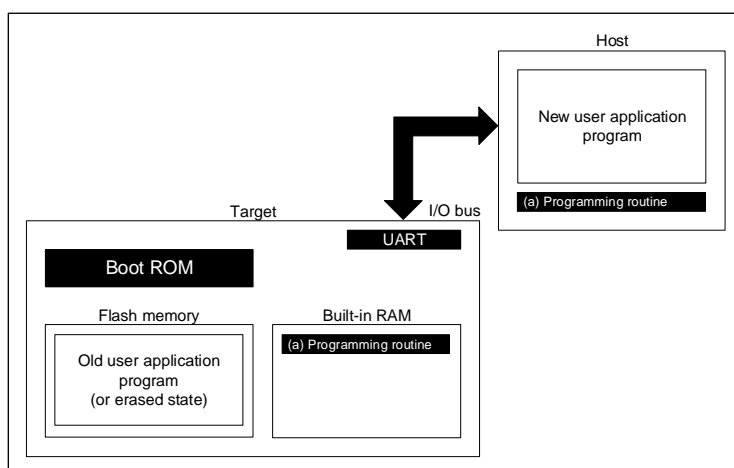 Host
New user application
program
(a) Programming routine
Target
I/O bus
UART
Boot ROM
Flash memory
Built-in RAM
Old user application
program
(or erased state)
(a) Programming routine